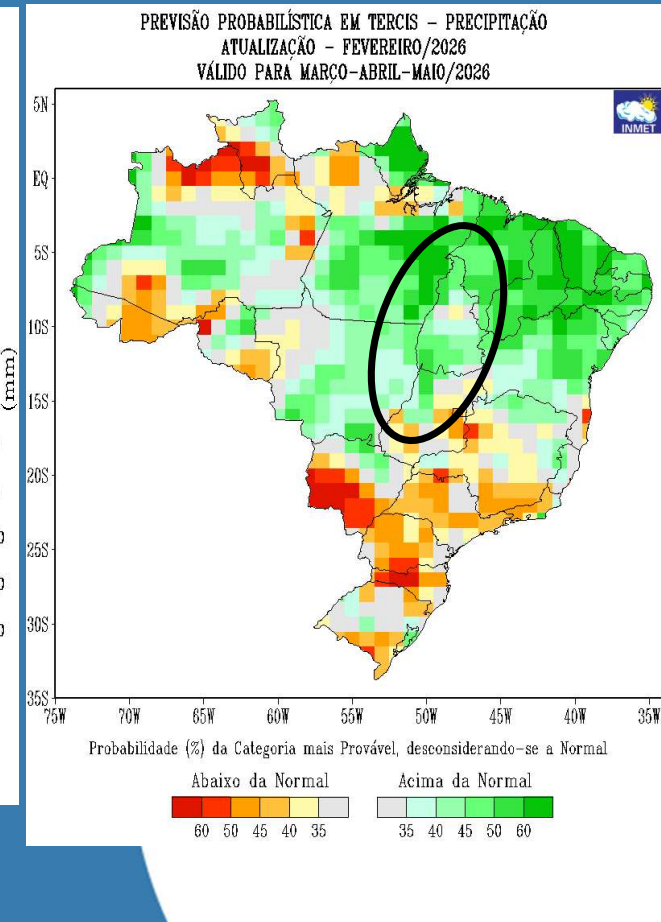 PREVISÃO PROBABILÍSTICA EM TERCIS – PRECIPITAÇÃO
ATUALIZAÇÃO – FEVEREIRO/2026
VÁLIDO PARA MARÇO–ABRIL–MAIO/2026
INMET
5N
EQ
5S
10S
15S
20S
25S
30S
35S
(mm)
75W 70W 65W 60W 55W 50W 45W 40W 35W
Probabilidade (%) da Categoria mais Provável, desconsiderando–se a Normal
Abaixo da Normal Acima da Normal
60 50 45 40 35 35 40 45 50 60